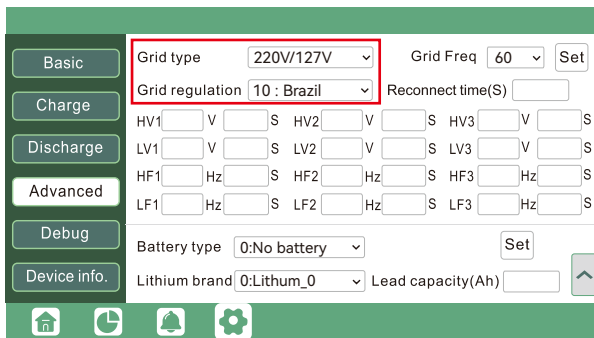 Basic
Charge
Discharge
Advanced
Debug
Device info.
Grid type 220V/127V Grid Freq 60 Set
Grid regulation 10 : Brazil Reconnect time(S)
HV1 V S HV2 V S HV3 V S
LV1 V S LV2 V S LV3 V S
HF1 Hz S HF2 Hz S HF3 Hz S
LF1 Hz S LF2 Hz S LF3 Hz S
Battery type 0:No battery Set
Lithium brand 0:Lithum_0 Lead capacity(Ah)